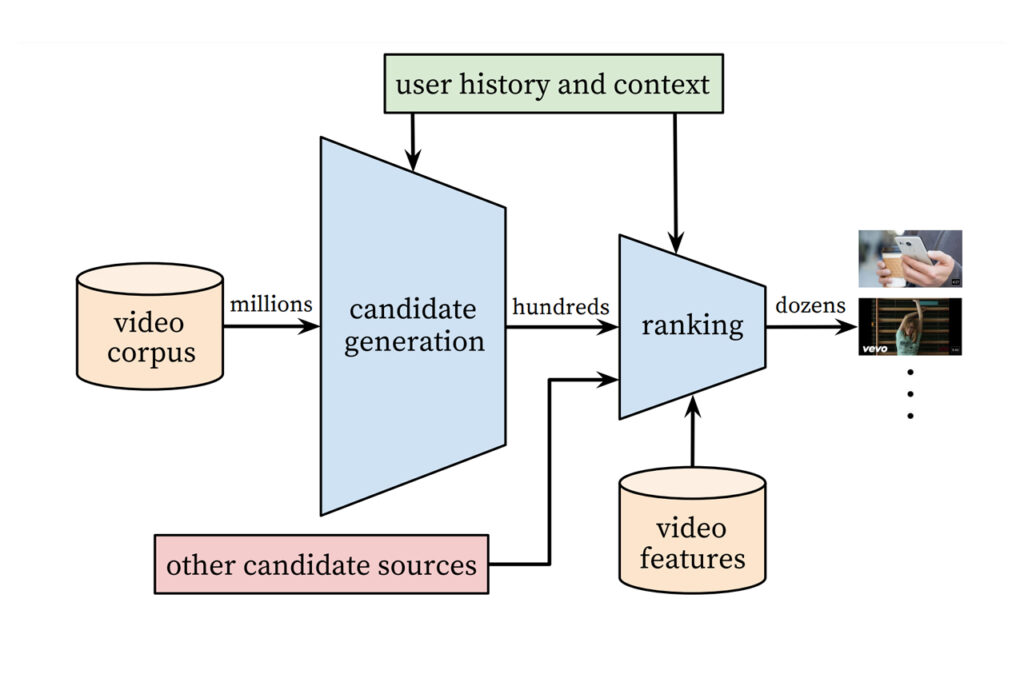 user history and context
video
corpus
millions
candidate
generation
hundreds
ranking
dozens
vevo
other candidate sources
video
features